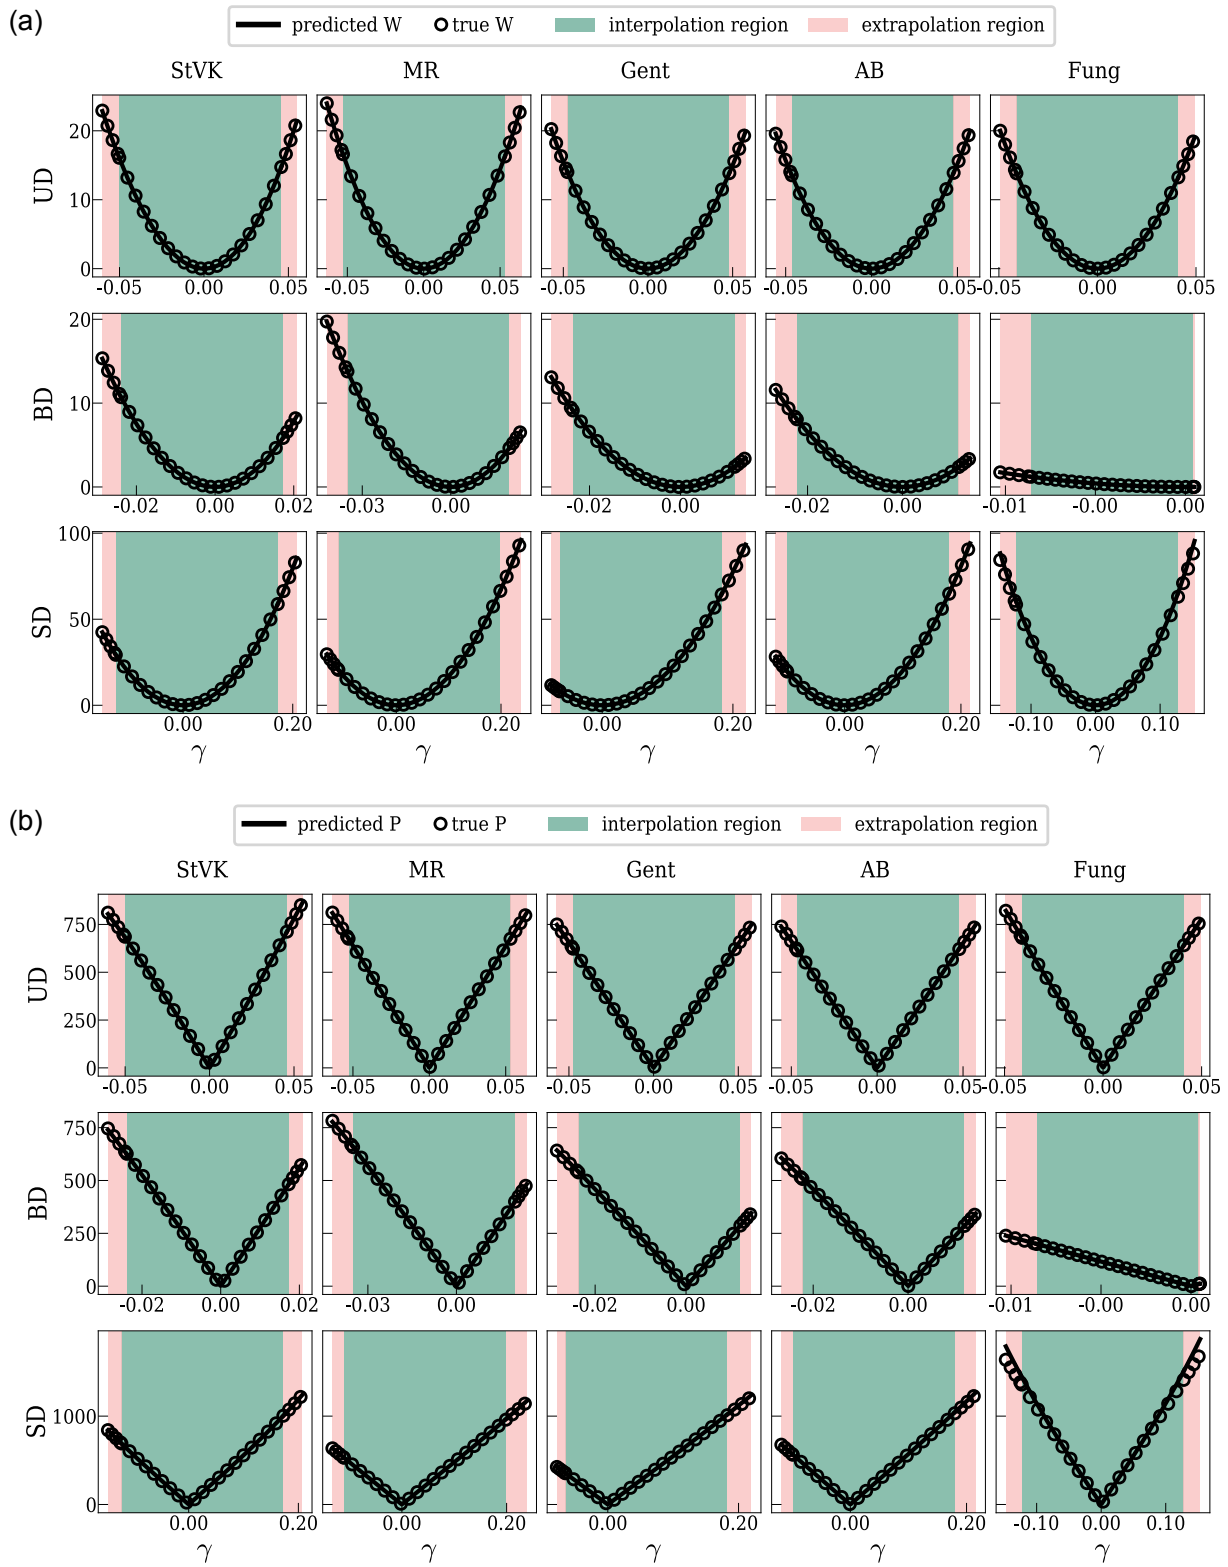 (a)
predicted W true W interpolation region extrapolation region
StVK MR Gent AB Fung
UD
20
10
0
-0.05 0.00 0.05 -0.05 0.00 0.05 -0.05 0.00 0.05 -0.05 0.00 0.05 -0.05 0.00 0.05
BD
20
10
0
-0.02 0.00 0.02 -0.03 0.00 -0.02 0.00 -0.02 0.00 -0.01 -0.00 0.00
SD
100
50
0
0.00 0.20 0.00 0.20 0.00 0.20 0.00 0.20 -0.10 0.00 0.10
γ γ γ γ γ
(b)
predicted P true P interpolation region extrapolation region
StVK MR Gent AB Fung
UD
750
500
250
0
-0.05 0.00 0.05 -0.05 0.00 0.05 -0.05 0.00 0.05 -0.05 0.00 0.05 -0.05 0.00 0.05
BD
750
500
250
0
-0.02 0.00 0.02 -0.03 0.00 -0.02 0.00 -0.02 0.00 -0.01 -0.00 0.00
SD
1000
0
0.00 0.20 0.00 0.20 0.00 0.20 0.00 0.20 -0.10 0.00 0.10
γ γ γ γ γ